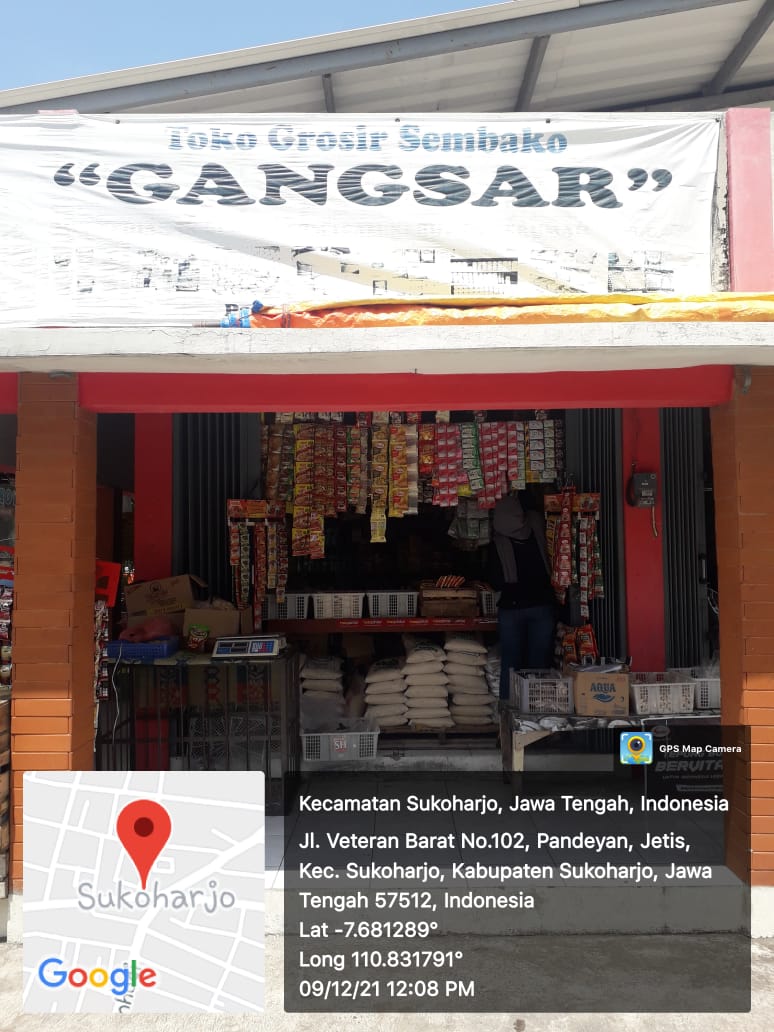 Toko Grosir Sembako
“GANGSAR”
AQUA
SH
BERVITA
GPS Map Camera
Kecamatan Sukoharjo, Jawa Tengah, Indonesia
Jl. Veteran Barat No.102, Pandeyan, Jetis,
Kec. Sukoharjo, Kabupaten Sukoharjo, Jawa
Tengah 57512, Indonesia
Lat -7.681289°
Long 110.831791°
09/12/21 12:08 PM
Sukoharjo
Google